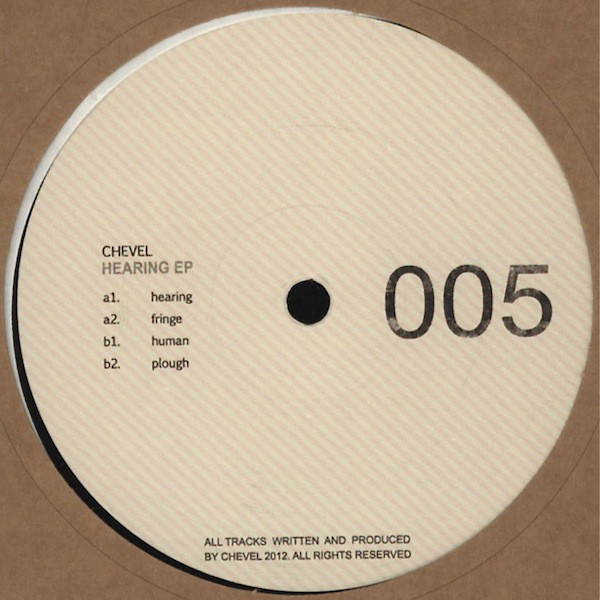 CHEVEL
HEARING EP
a1. hearing
a2. fringe
b1. human
b2. plough
005
ALL TRACKS WRITTEN AND PRODUCED
BY CHEVEL 2012. ALL RIGHTS RESERVED